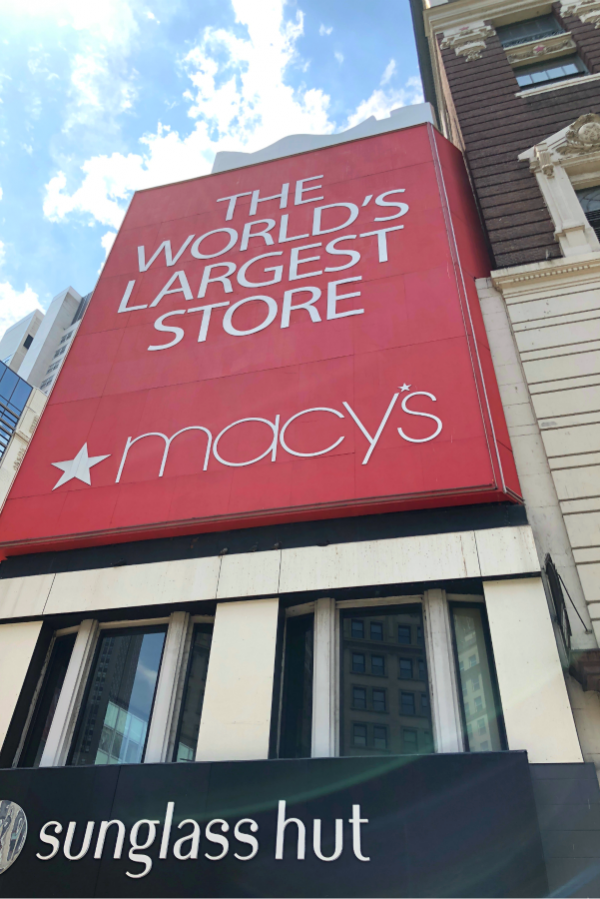 THE
WORLD'S
LARGEST
STORE
macy's
sunglass hut